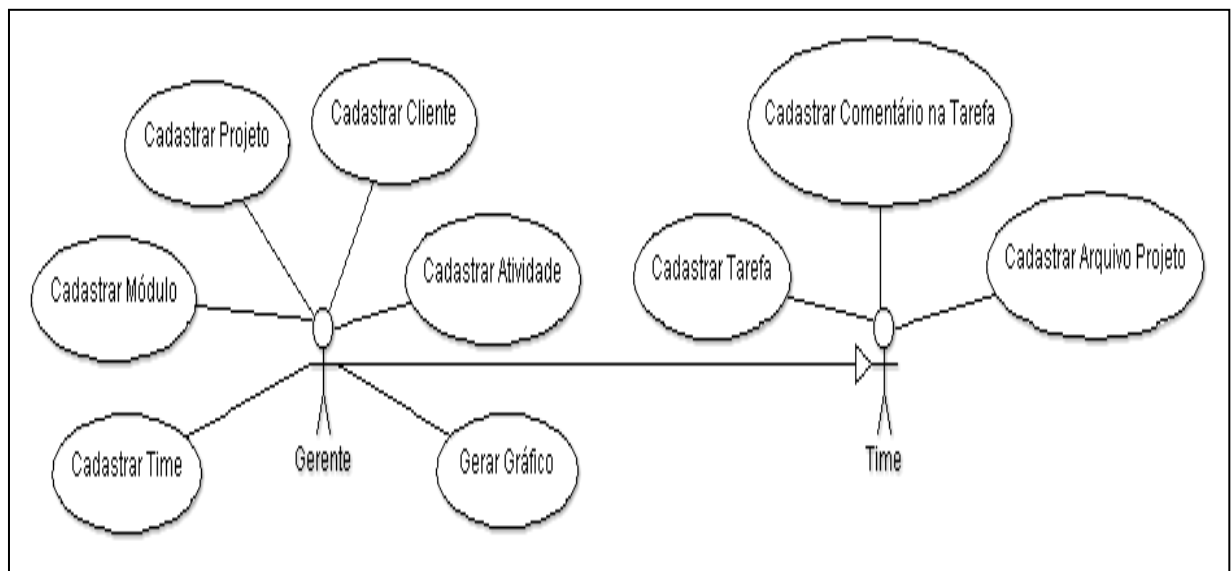 Cadastrar Projeto
Cadastrar Cliente
Cadastrar Comentário na Tarefa
Cadastrar Módulo
Cadastrar Atividade
Cadastrar Tarefa
Cadastrar Arquivo Projeto
Cadastrar Time
Gerente
Gerar Gráfico
Time